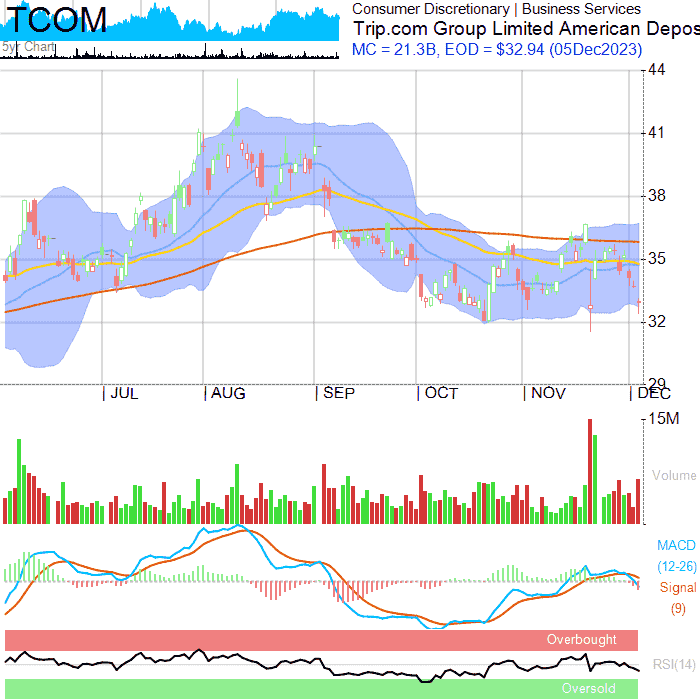 TCOM
5yr Chart
Consumer Discretionary | Business Services
Trip.com Group Limited American Depos
MC = 21.3B, EOD = $32.94 (05Dec2023)
44
41
38
35
32
29
| JUL | AUG | SEP | OCT | NOV | DEC
15M
Volume
MACD
(12-26)
Signal
(9)
Overbought
RSI(14)
Oversold